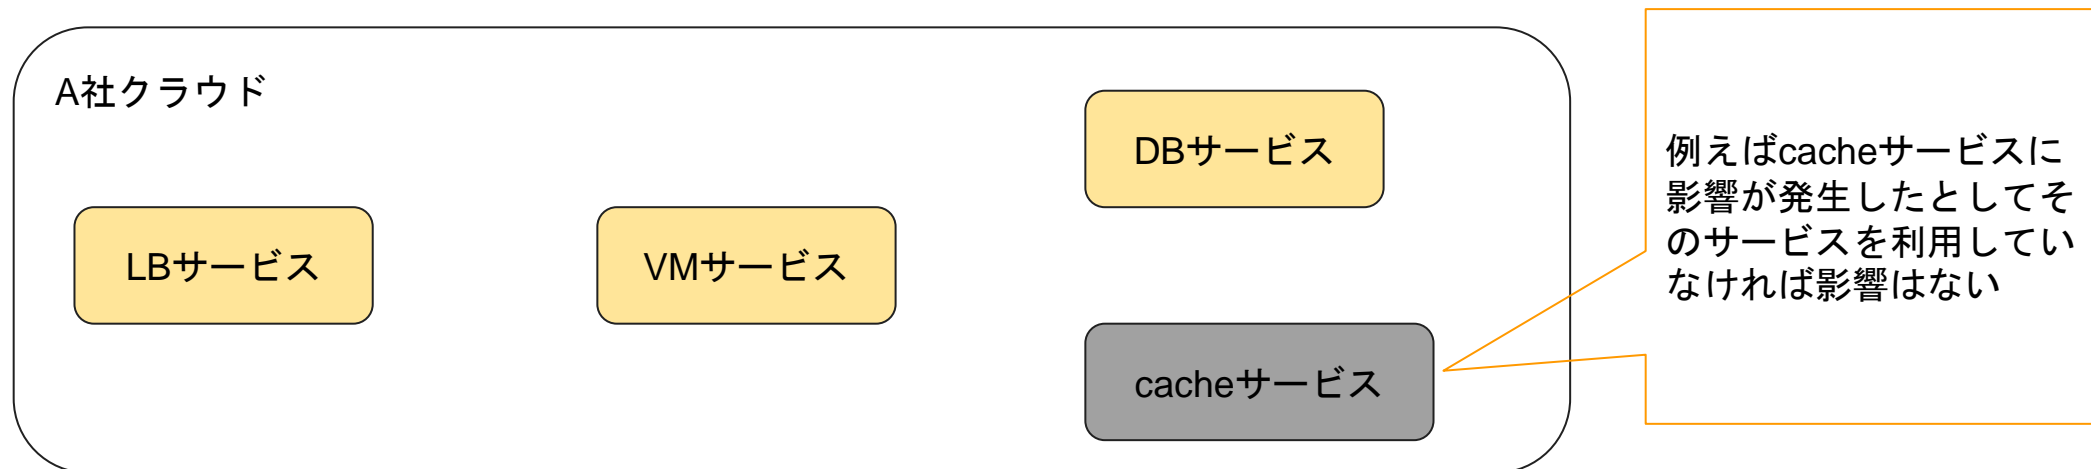 A社クラウド
DBサービス
LBサービス
VMサービス
cacheサービス
例えばcacheサービスに
影響が発生したとしてそ
のサービスを利用してい
なければ影響はない